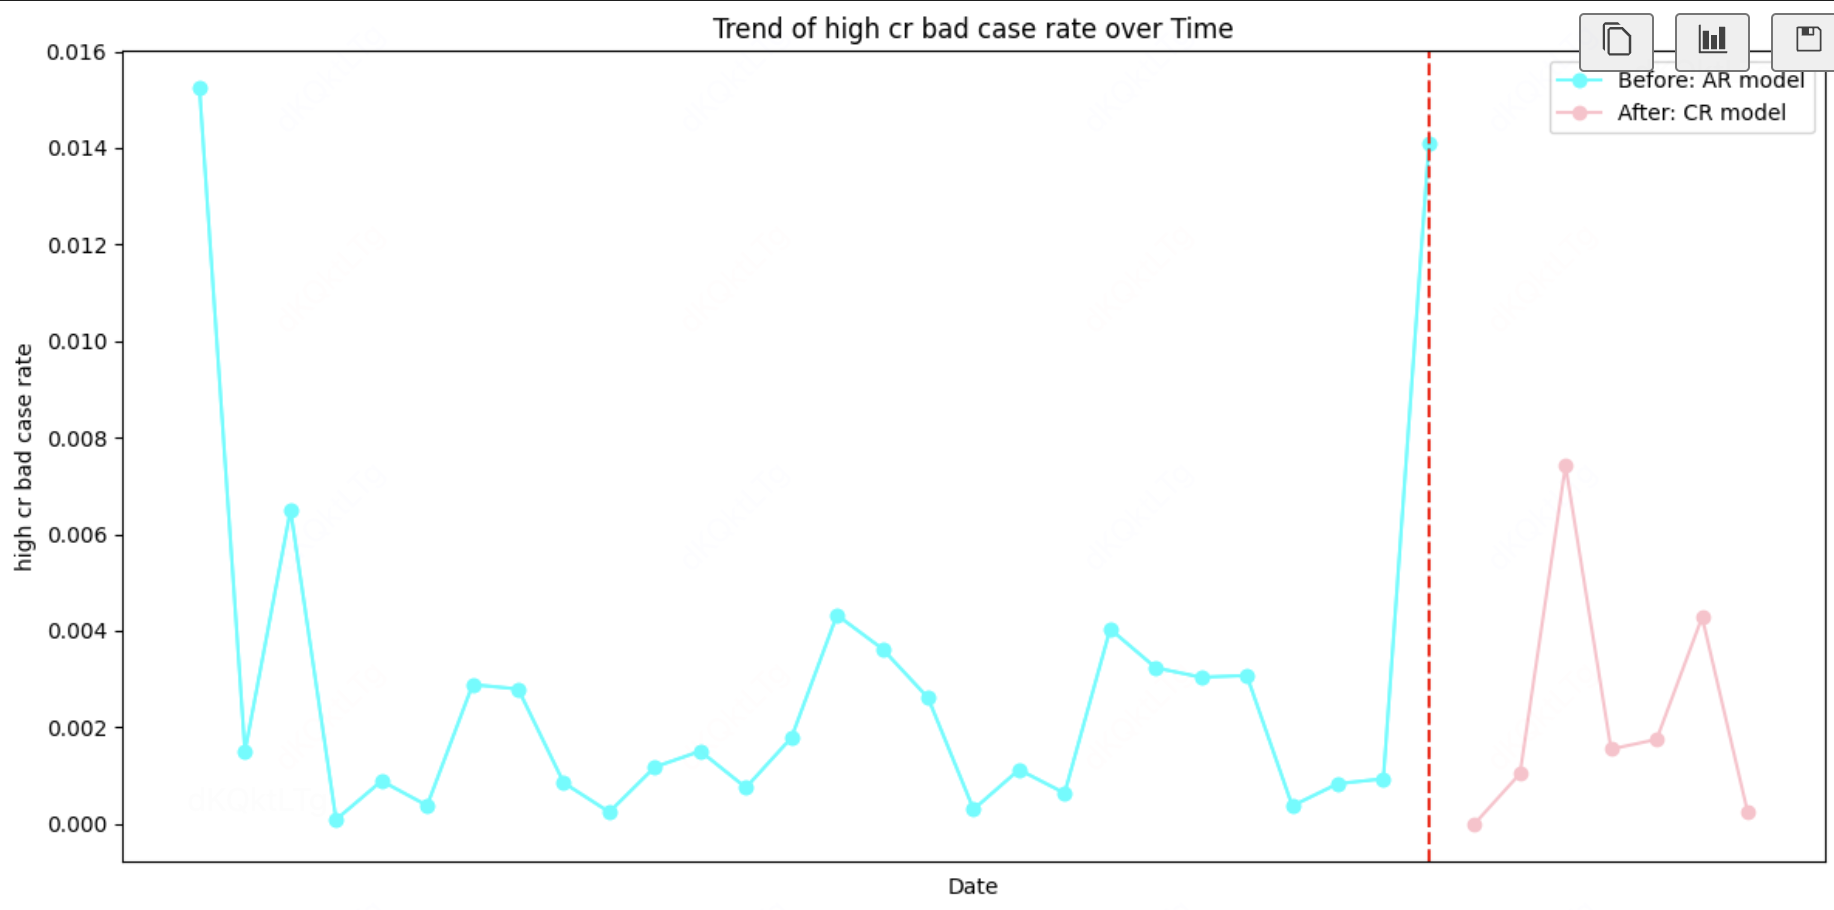 Trend of high cr bad case rate over Time
Before: AR model
After: CR model
0.016
0.014
0.012
0.010
0.008
0.006
0.004
0.002
0.000
high cr bad case rate
Date